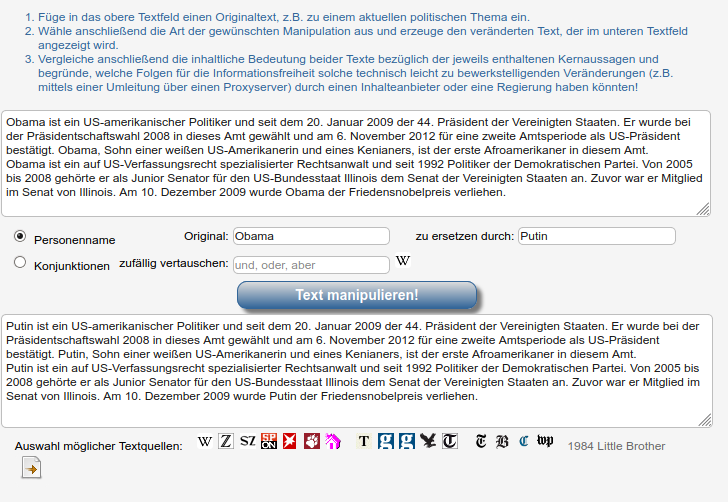 1. Füge in das obere Textfeld einen Originaltext, z.B. zu einem aktuellen politischen Thema ein.
2. Wähle anschließend die Art der gewünschten Manipulation aus und erzeuge den veränderten Text, der im unteren Textfeld
angezeigt wird.
3. Vergleiche anschließend die inhaltliche Bedeutung beider Texte bezüglich der jeweils enthaltenen Kernaussagen und
begründe, welche Folgen für die Informationsfreiheit solche technisch leicht zu bewerkstelligenden Veränderungen (z.B.
mittels einer Umleitung über einen Proxyserver) durch einen Inhalteanbieter oder eine Regierung haben könnten!
Obama ist ein US-amerikanischer Politiker und seit dem 20. Januar 2009 der 44. Präsident der Vereinigten Staaten. Er wurde bei
der Präsidentschaftswahl 2008 in dieses Amt gewählt und am 6. November 2012 für eine zweite Amtsperiode als US-Präsident
bestätigt. Obama, Sohn einer weißen US-Amerikanerin und eines Kenianers, ist der erste Afroamerikaner in diesem Amt.
Obama ist ein auf US-Verfassungsrecht spezialisierter Rechtsanwalt und seit 1992 Politiker der Demokratischen Partei. Von 2005
bis 2008 gehörte er als Junior Senator für den US-Bundesstaat Illinois dem Senat der Vereinigten Staaten an. Zuvor war er Mitglied
im Senat von Illinois. Am 10. Dezember 2009 wurde Obama der Friedensnobelpreis verliehen.
Personenname Original: Obama zu ersetzen durch: Putin
Konjunktionen zufällig vertauschen: und, oder, aber W
Text manipulieren!
Putin ist ein US-amerikanischer Politiker und seit dem 20. Januar 2009 der 44. Präsident der Vereinigten Staaten. Er wurde bei der
Präsidentschaftswahl 2008 in dieses Amt gewählt und am 6. November 2012 für eine zweite Amtsperiode als US-Präsident
bestätigt. Putin, Sohn einer weißen US-Amerikanerin und eines Kenianers, ist der erste Afroamerikaner in diesem Amt.
Putin ist ein auf US-Verfassungsrecht spezialisierter Rechtsanwalt und seit 1992 Politiker der Demokratischen Partei. Von 2005 bis
2008 gehörte er als Junior Senator für den US-Bundesstaat Illinois dem Senat der Vereinigten Staaten an. Zuvor war er Mitglied im
Senat von Illinois. Am 10. Dezember 2009 wurde Putin der Friedensnobelpreis verliehen.
Auswahl möglicher Textquellen: W Z SZ SP ON T g g T T B C wp 1984 Little Brother